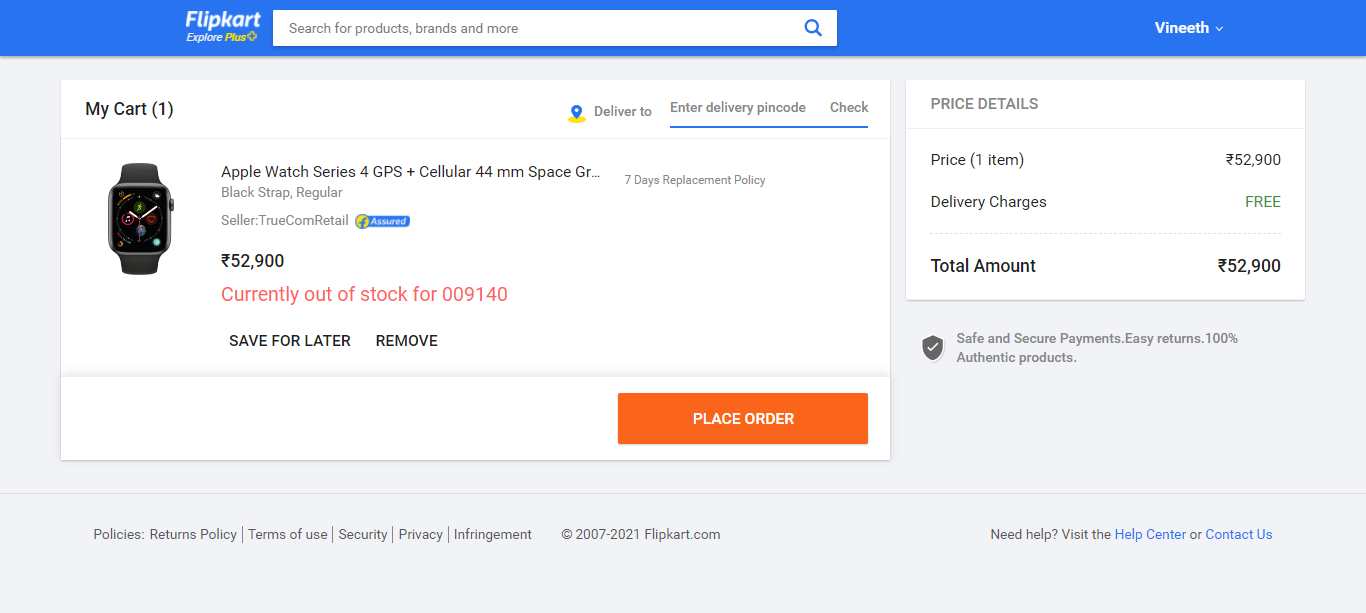 Flipkart
Explore Plus
Search for products, brands and more
Vineeth
My Cart (1)
Deliver to
Enter delivery pincode
Check
Apple Watch Series 4 GPS + Cellular 44 mm Space Gr...
Black Strap, Regular
Seller:TrueComRetail
Assured
7 Days Replacement Policy
₹52,900
Currently out of stock for 009140
SAVE FOR LATER
REMOVE
PLACE ORDER
PRICE DETAILS
Price (1 item)
₹52,900
Delivery Charges
FREE
Total Amount
₹52,900
Safe and Secure Payments.Easy returns.100%
Authentic products.
Policies: Returns Policy | Terms of use | Security | Privacy | Infringement
© 2007-2021 Flipkart.com
Need help? Visit the Help Center or Contact Us